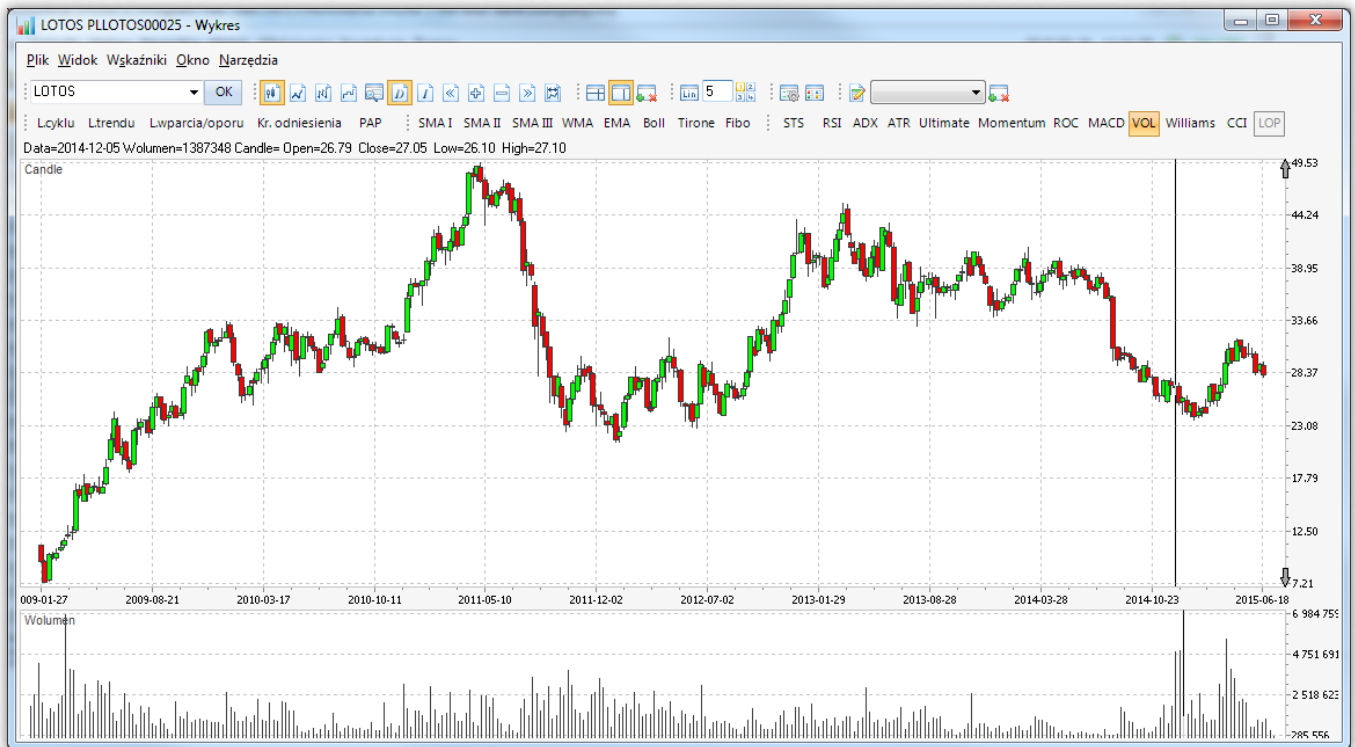 LOTOS PLLOTOS00025 - Wykres
Plik Widok Wskaźniki Okno Narzędzia
LOTOS OK D I Lin 5 1 2 3 4
L.cyklu L.trendu L.wparcia/oporu Kr. odniesienia PAP SMA I SMA II SMA III WMA EMA Boll Tirone Fibo STS RSI ADX ATR Ultimate Momentum ROC MACD VOL Williams CCI LOP
Data=2014-12-05 Wolumen=1387348 Candle= Open=26.79 Close=27.05 Low=26.10 High=27.10
Candle
49.53
44.24
38.95
33.66
28.37
23.08
17.79
12.50
7.21
009-01-27 2009-08-21 2010-03-17 2010-10-11 2011-05-10 2011-12-02 2012-07-02 2013-01-29 2013-08-28 2014-03-28 2014-10-23 2015-06-18
Wolumen
6 984 759
4 751 691
2 518 623
285 556